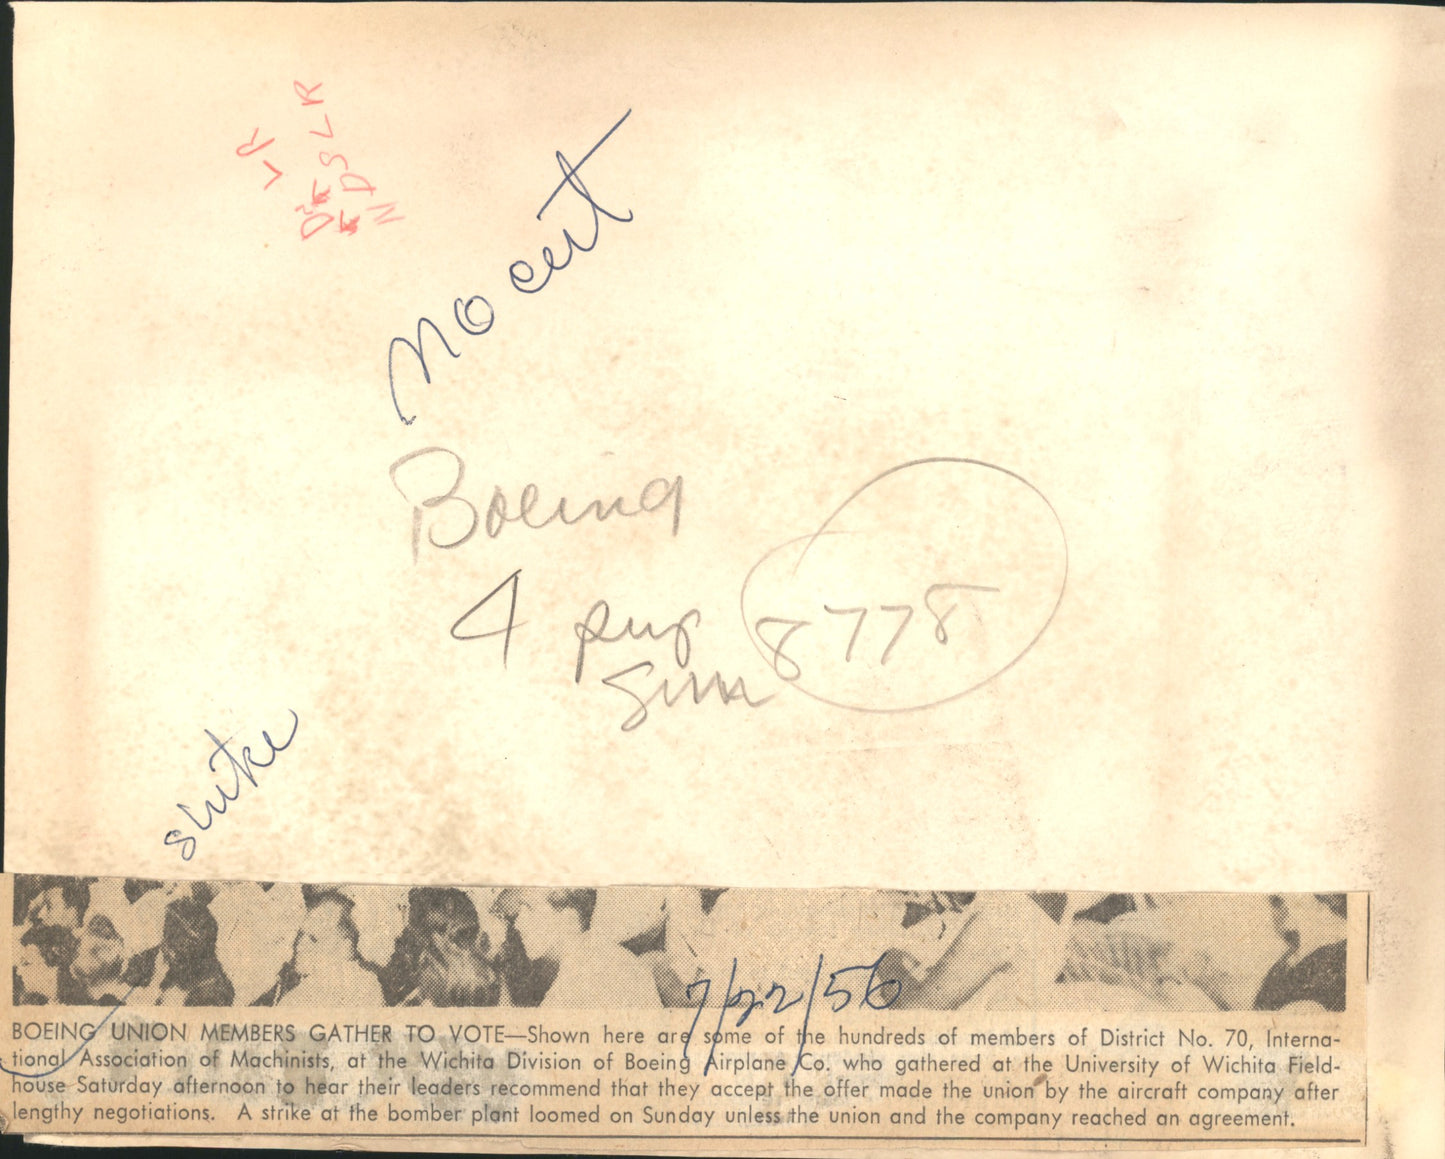 LR
DSLR
N
no cert
Boeing
4
8778
strike
7/22/56
BOEING UNION MEMBERS GATHER TO VOTE—Shown here are some of the hundreds of members of District No. 70, Interna-
tional Association of Machinists, at the Wichita Division of Boeing Airplane Co. who gathered at the University of Wichita Field-
house Saturday afternoon to hear their leaders recommend that they accept the offer made the union by the aircraft company after
lengthy negotiations. A strike at the bomber plant loomed on Sunday unless the union and the company reached an agreement.